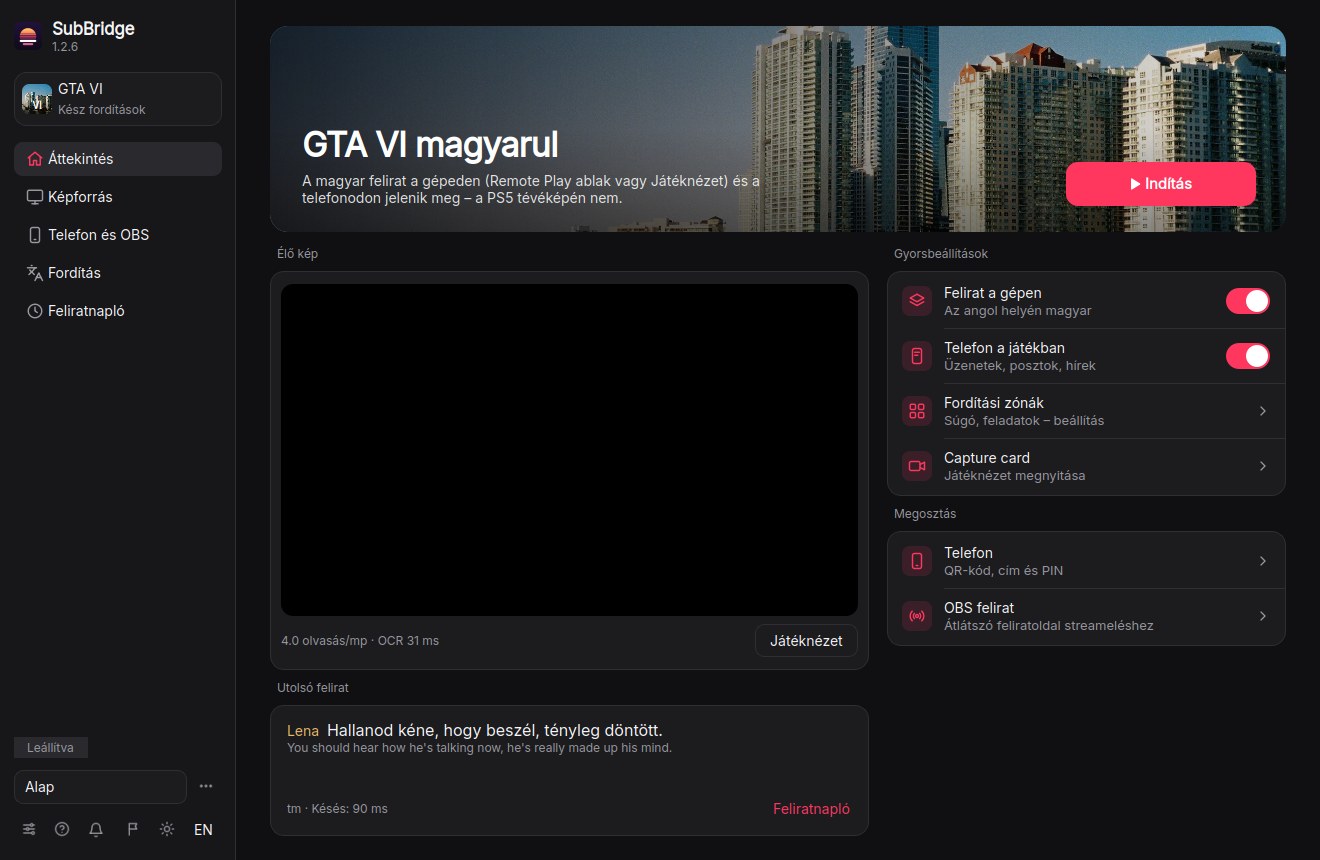 SubBridge
1.2.6
GTA VI
Kész fordítások
Áttekintés
Képforrás
Telefon és OBS
Fordítás
Feliratnapló
Leállítva
Alap
EN
GTA VI magyarul
A magyar felirat a gépeden (Remote Play ablak vagy Játéknézet) és a
telefonodon jelenik meg – a PS5 tévéképén nem.
Indítás
Élő kép
4.0 olvasás/mp · OCR 31 ms
Játéknézet
Utolsó felirat
Lena Hallanod kéne, hogy beszél, tényleg döntött.
You should hear how he's talking now, he's really made up his mind.
tm · Késés: 90 ms
Feliratnapló
Gyorsbeállítások
Felirat a gépen
Az angol helyén magyar
Telefon a játékban
Üzenetek, posztok, hírek
Fordítási zónák
Súgó, feladatok – beállítás
Capture card
Játéknézet megnyitása
Megosztás
Telefon
QR-kód, cím és PIN
OBS felirat
Átlátszó feliratoldal streameléshez